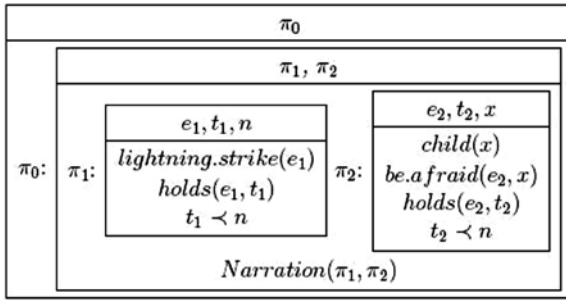 π₀
π₁, π₂
e₁, t₁, n
e₂, t₂, x
π₀:
π₁:
lightning.strike(e₁)
holds(e₁, t₁)
t₁ ≺ n
π₂:
child(x)
be.afraid(e₂, x)
holds(e₂, t₂)
t₂ ≺ n
Narration(π₁, π₂)